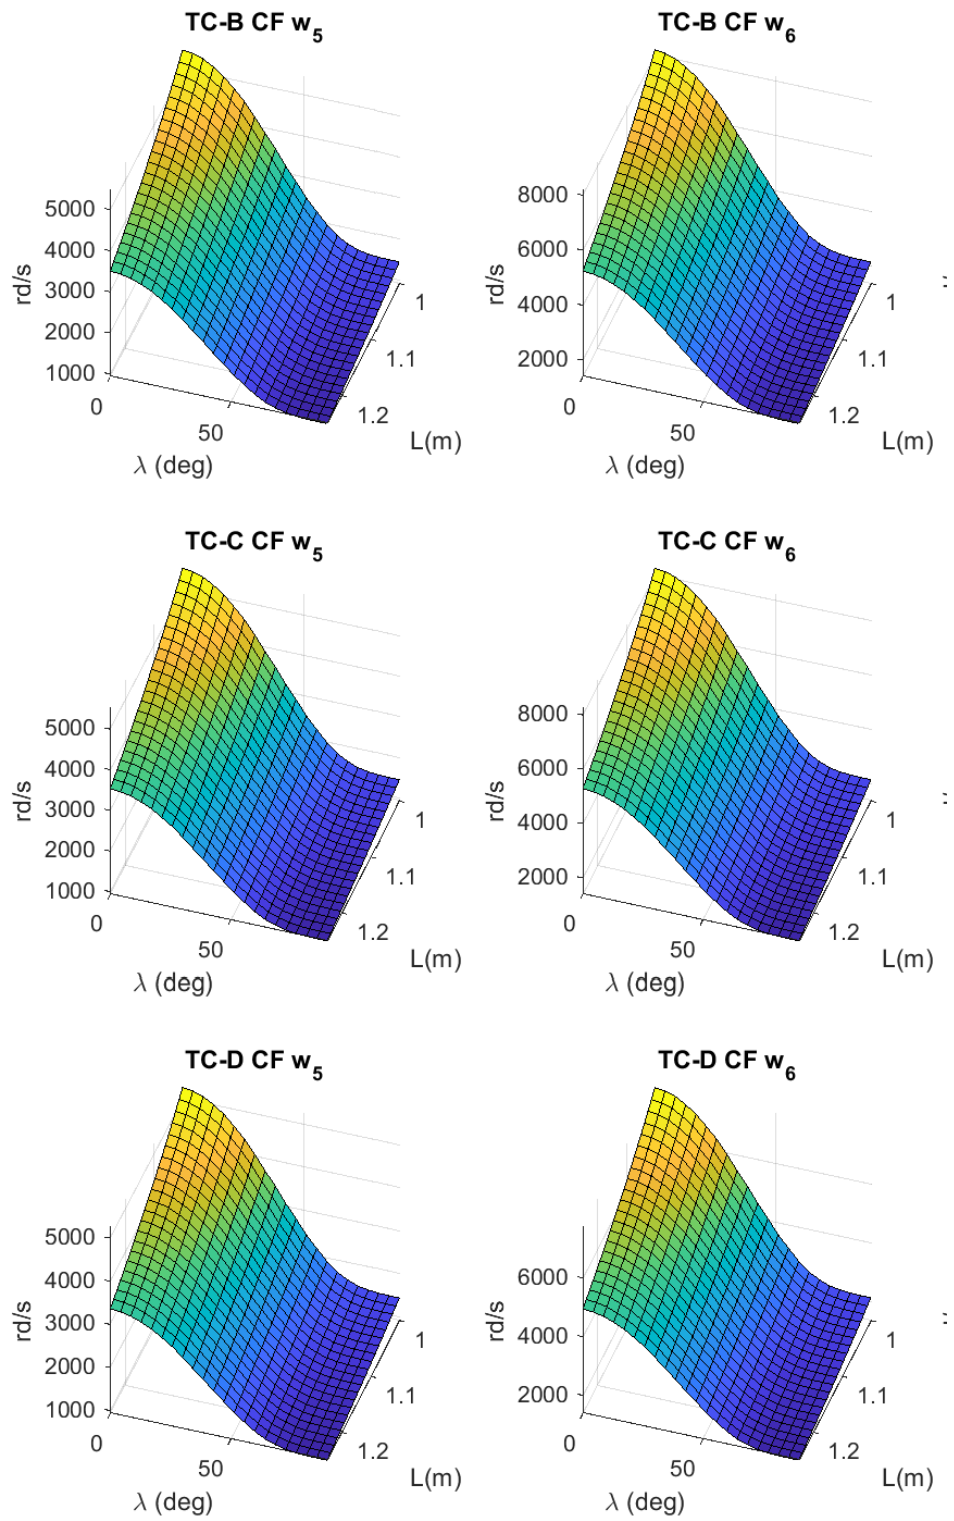 TC-B CF w5
5000
4000
3000
2000
1000
rd/s
0
50
λ (deg)
1
1.1
1.2
L(m)
TC-B CF w6
8000
6000
4000
2000
rd/s
0
50
λ (deg)
1
1.1
1.2
L(m)
TC-C CF w5
5000
4000
3000
2000
1000
rd/s
0
50
λ (deg)
1
1.1
1.2
L(m)
TC-C CF w6
8000
6000
4000
2000
rd/s
0
50
λ (deg)
1
1.1
1.2
L(m)
TC-D CF w5
5000
4000
3000
2000
1000
rd/s
0
50
λ (deg)
1
1.1
1.2
L(m)
TC-D CF w6
6000
4000
2000
rd/s
0
50
λ (deg)
1
1.1
1.2
L(m)